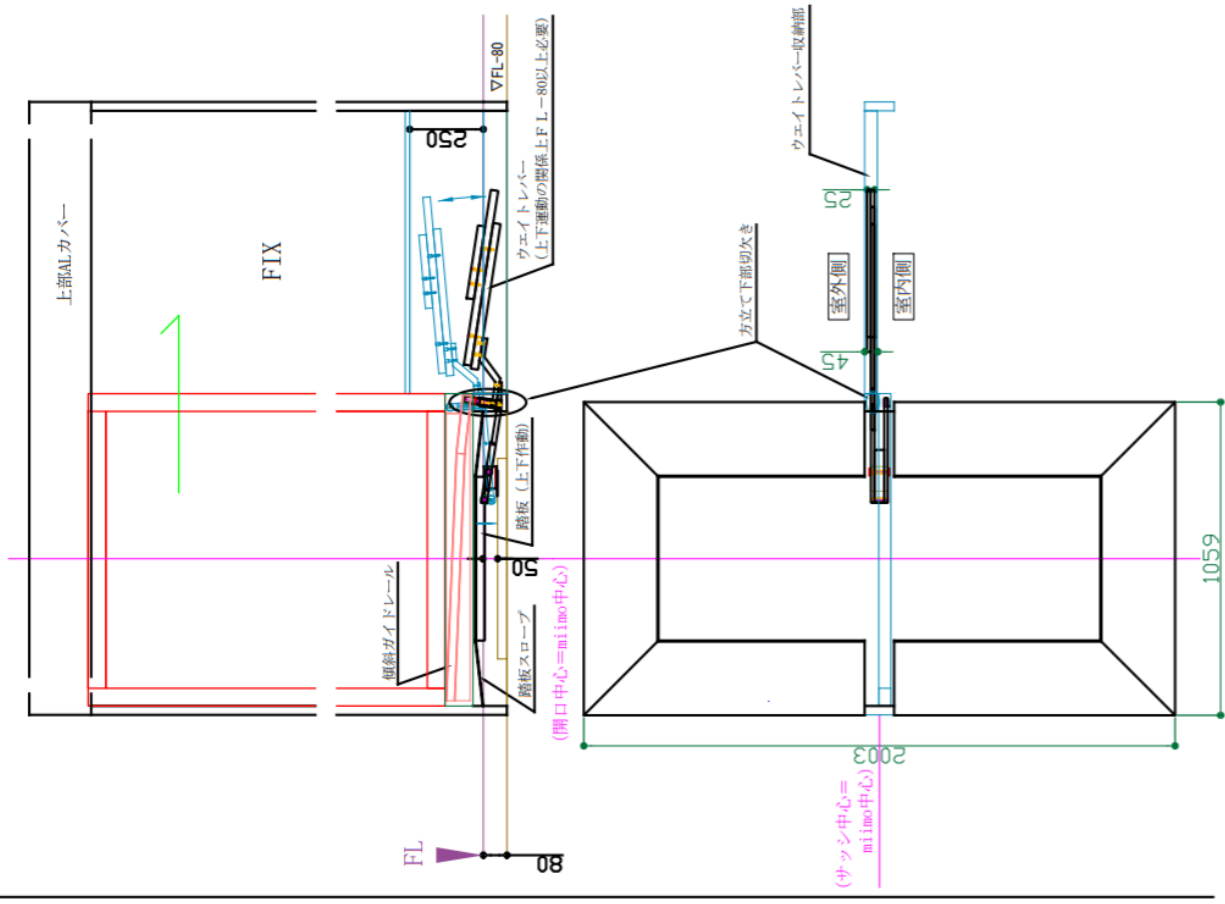 上部ALカバー
FIX
250
▽FL-80
ウエイトレバー
(上下運動の関係上FL-80以上必要)
傾斜ガイドレール
踏板スロープ
踏板 (上下作動)
50
FL
80
(開口中心=miimo中心)
方立て下部切欠き
ウエイトレバー収納部
25
室外側
室内側
45
1059
2003
(サッシ中心=
miimo中心)